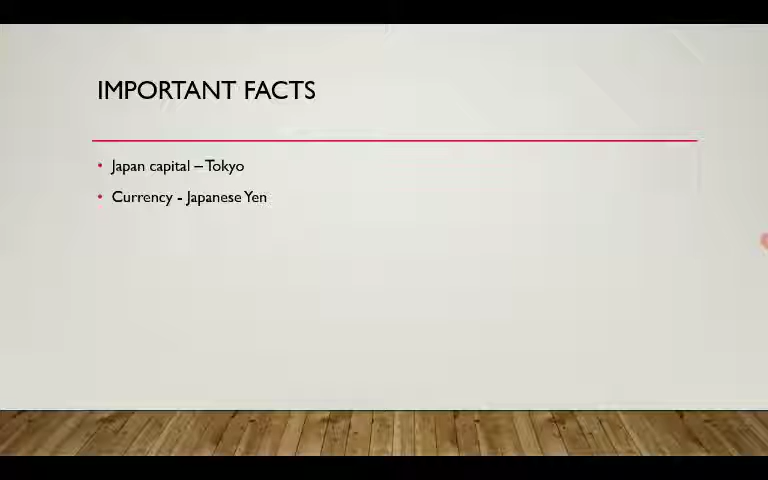 IMPORTANT FACTS
• Japan capital – Tokyo
• Currency - Japanese Yen